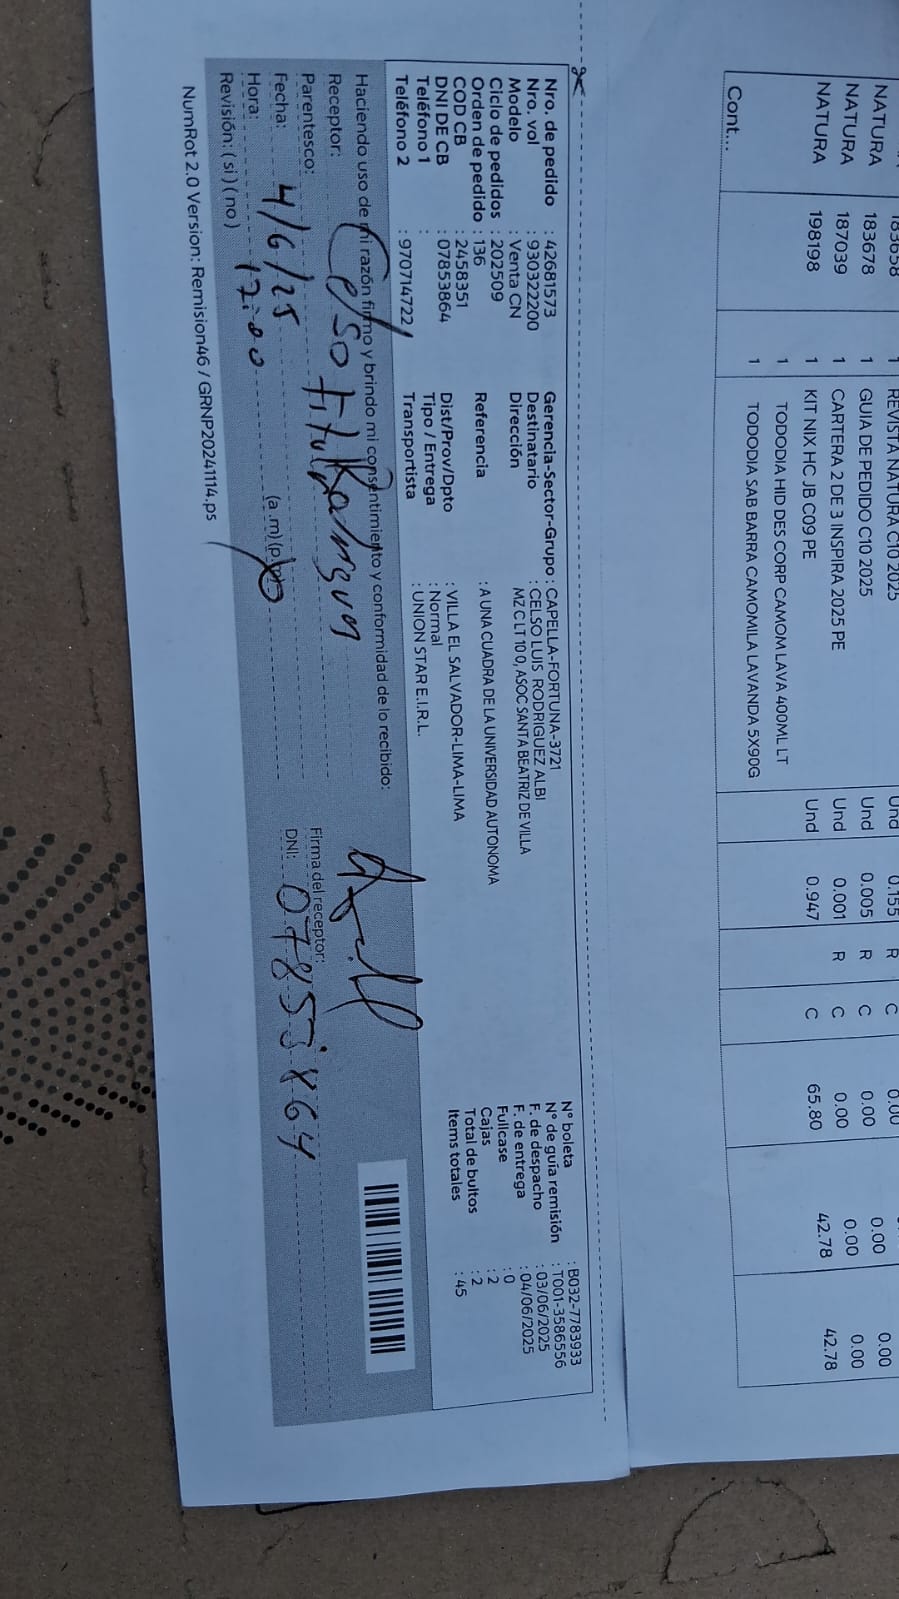 183658 1 REVISTA NATURA C10 2025 Und 0.155 R C 0.00
NATURA 183678 1 GUIA DE PEDIDO C10 2025 Und 0.005 R C 0.00 0.00 0.00
NATURA 187039 1 CARTERA 2 DE 3 INSPIRA 2025 PE Und 0.001 R C 0.00 0.00 0.00
NATURA 198198 1 KIT NIX HC JB C09 PE Und 0.947 C 65.80 42.78 42.78
1 TODODIA HID DES CORP CAMOM LAVA 400ML LT
1 TODODIA SAB BARRA CAMOMILA LAVANDA 5X90G
Cont...
Nro. de pedido : 42681573 Gerencia-Sector-Grupo : CAPELLA-FORTUNA-3721 N° boleta : B032-7783933
Nro. vol : 930322200 Destinatario : CELSO LUIS, RODRIGUEZ ALBI N° de guía remisión : T001-3586556
Modelo : Venta CN Dirección MZ C LT 10 0, ASOC SANTA BEATRIZ DE VILLA F. de despacho : 03/06/2025
Ciclo de pedidos : 202509 F. de entrega : 04/06/2025
Orden de pedido : 136 Referencia : A UNA CUADRA DE LA UNIVERSIDAD AUTONOMA Fullcase : 0
COD CB : 2458351 Cajas : 2
DNI DE CB : 07853864 Dist/Prov/Dpto : VILLA EL SALVADOR-LIMA-LIMA Total de bultos : 2
Teléfono 1 : Tipo / Entrega : Normal Items totales : 45
Teléfono 2 : 970714722 Transportista : UNION STAR E.I.R.L.
Haciendo uso de mi razón firmo y brindo mi consentimiento y conformidad de lo recibido:
Receptor: Celso
Parentesco: titular Firma del receptor:
Fecha: 4/6/25 DNI: 07853864
Hora: 17:00 (a.m)(p.m)
Revisión: ( si ) ( no )
NumRot 2.0 Version: Remision46 / GRNP20241114.ps